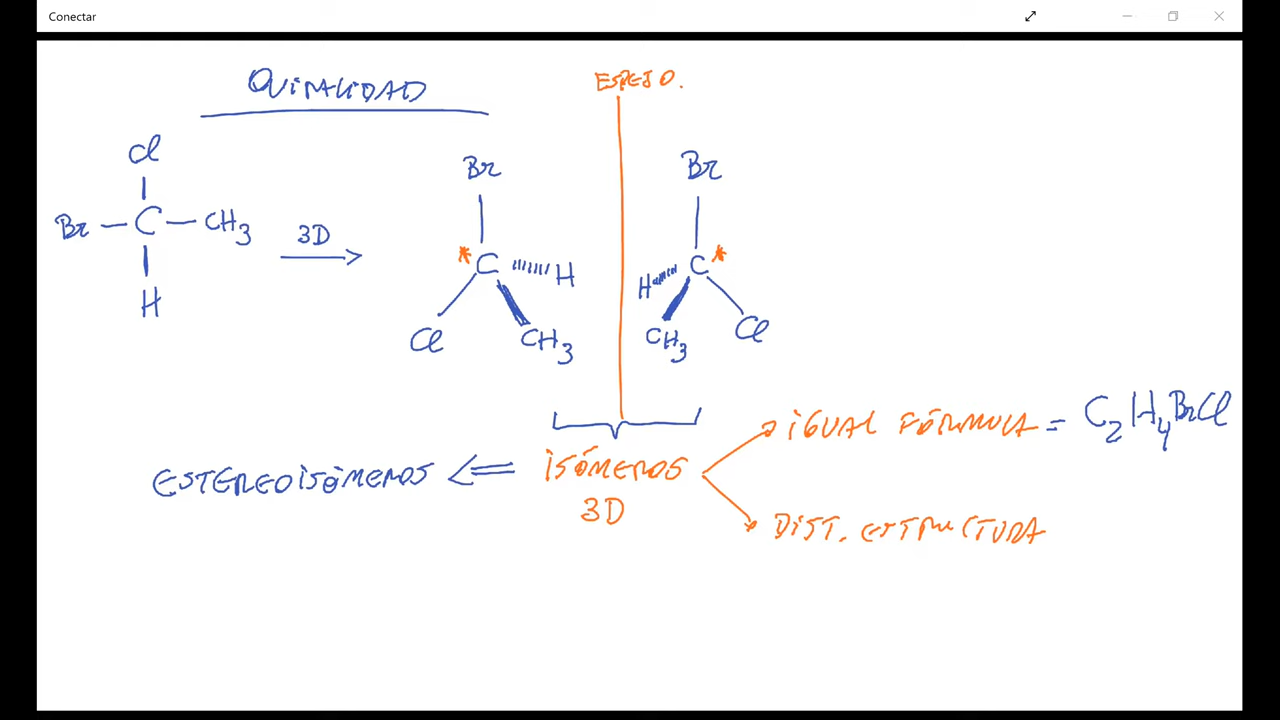 Conectar
QUIRALIDAD
ESPEJO.
Cl
Br – C – CH3
H
3D
Br
* C H
Cl CH3
Br
H C *
CH3 Cl
IGUAL FÓRMULA = C2H4BrCl
ESTEREOISÓMEROS <= ISÓMEROS
3D
DIST. ESTRUCTURA